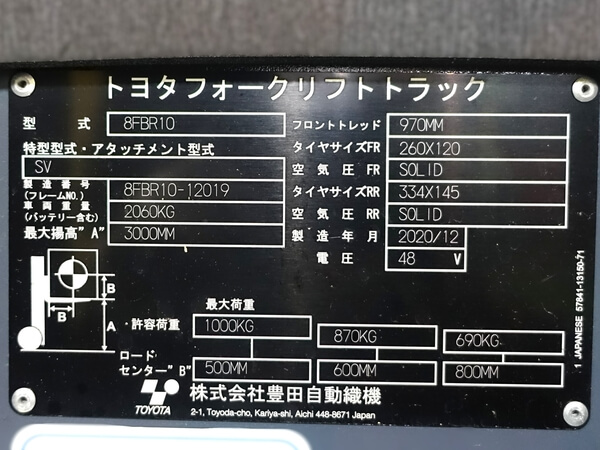 トヨタフォークリフトトラック
型 式 8FBR10 フロントトレッド 970MM
特型型式・アタッチメント型式 タイヤサイズFR 260X120
SV 空気圧FR SOLID
製造番号 (フレームNO.) 8FBR10-12019 タイヤサイズRR 334X145
車両重量 (バッテリー含む) 2060KG 空気圧RR SOLID
最大揚高"A" 3000MM 製造年月 2020/12
電圧 48 V
B
B
A
最大荷重
・許容荷重 1000KG 870KG 690KG
ロード
センター"B" 500MM 600MM 800MM
TOYOTA
株式会社豊田自動織機
2-1, Toyoda-cho, Kariya-shi, Aichi 448-8671 Japan
1 JAPANESE 57841-13150-71